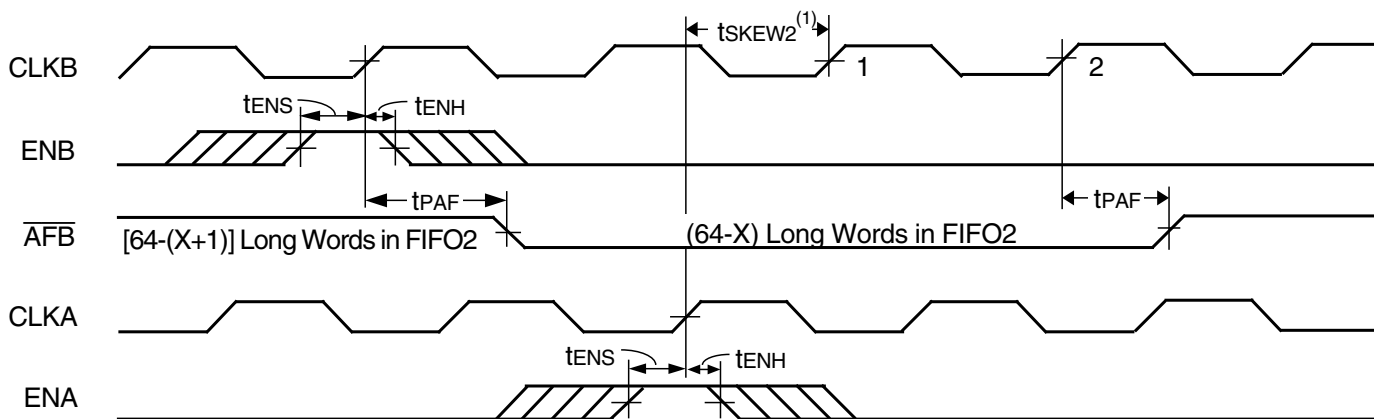 tSKEW2(1)
CLKB
1
2
tENS
tENH
ENB
tPAF
tPAF
AFB
[64-(X+1)] Long Words in FIFO2
(64-X) Long Words in FIFO2
CLKA
tENS
tENH
ENA